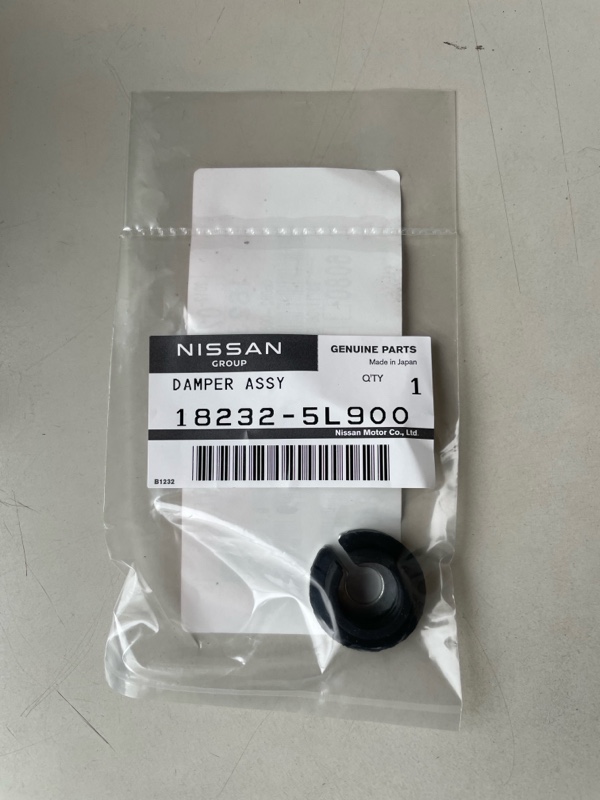 NISSAN
GROUP
GENUINE PARTS
Made in Japan
DAMPER ASSY
Q'TY 1
18232-5L900
Nissan Motor Co., Ltd.
B1232